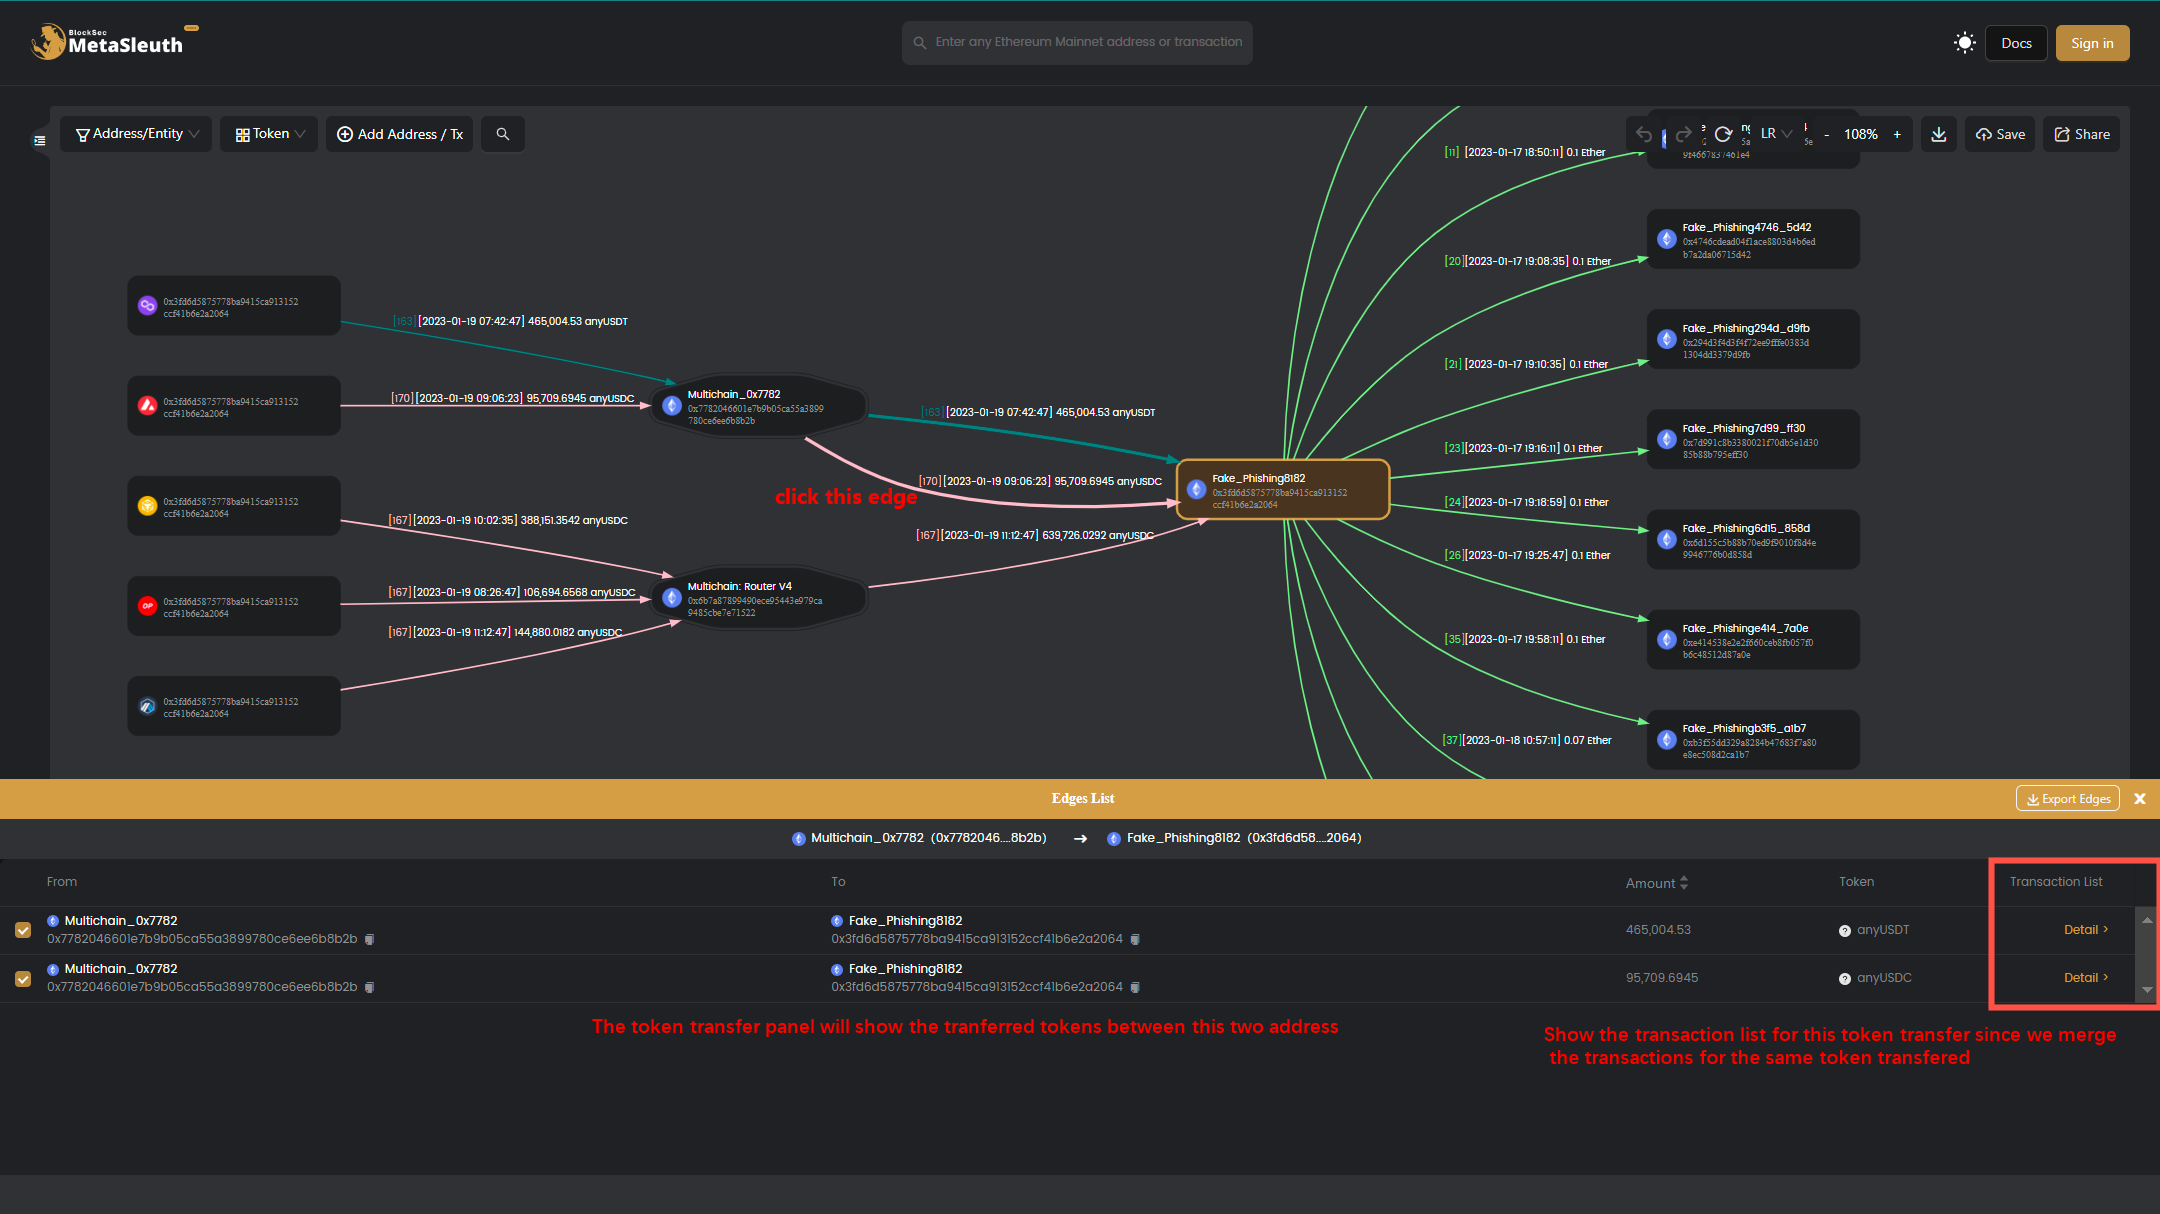 BlockSec
MetaSleuth
Enter any Ethereum Mainnet address or transaction
Docs
Sign in
Address/Entity
Token
Add Address / Tx
LR
- 108% +
Save
Share
9f4667837461e4
[11] [2023-01-17 18:50:11] 0.1 Ether
Fake_Phishing4746_5d42
0x4746cdead04f1ace8803d4b6ed
b7a2da06715d42
[20][2023-01-17 19:08:35] 0.1 Ether
0x3fd6d5875778ba9415ca913152
ccf41b6e2a2064
[163][2023-01-19 07:42:47] 465,004.53 anyUSDT
Fake_Phishing294d_d9fb
0x294d3f4d3f4f72ee9fffe0383d
1304dd3379d9fb
[21] [2023-01-17 19:10:35] 0.1 Ether
0x3fd6d5875778ba9415ca913152
ccf41b6e2a2064
[170][2023-01-19 09:06:23] 95,709.6945 anyUSDC
Multichain_0x7782
0x7782046601e7b9b05ca55a3899
780ce6ee6b8b2b
[163][2023-01-19 07:42:47] 465,004.53 anyUSDT
Fake_Phishing7d99_ff30
0x7d991c8b3380021f70db5e1d30
85b88b795eff30
[23][2023-01-17 19:16:11] 0.1 Ether
click this edge
[170][2023-01-19 09:06:23] 95,709.6945 anyUSDC
Fake_Phishing8182
0x3fd6d5875778ba9415ca913152
ccf41b6e2a2064
[24][2023-01-17 19:18:59] 0.1 Ether
0x3fd6d5875778ba9415ca913152
ccf41b6e2a2064
[167][2023-01-19 10:02:35] 388,151.3542 anyUSDC
[167][2023-01-19 11:12:47] 639,726.0292 anyUSDC
Fake_Phishing6d15_858d
0x6d155c5b88b70ed9f9010f8d4e
9946776b0d858d
[26][2023-01-17 19:25:47] 0.1 Ether
0x3fd6d5875778ba9415ca913152
ccf41b6e2a2064
[167][2023-01-19 08:26:47] 106,694.6568 anyUSDC
Multichain: Router V4
0x6b7a87899490ece95443e979ca
9485cbe7e71522
[167][2023-01-19 11:12:47] 144,880.0182 anyUSDC
Fake_Phishinge414_7a0e
0xe414538e2e2f660ceb8fb057f0
b6c48512d87a0e
[35][2023-01-17 19:58:11] 0.1 Ether
0x3fd6d5875778ba9415ca913152
ccf41b6e2a2064
Fake_Phishingb3f5_a1b7
0xb3f55dd329a8284b47683f7a80
e8ec508d2ca1b7
[37][2023-01-18 10:57:11] 0.07 Ether
Edges List
Export Edges
Multichain_0x7782 (0x7782046....8b2b) → Fake_Phishing8182 (0x3fd6d58....2064)
From To Amount Token Transaction List
Multichain_0x7782 Fake_Phishing8182
0x7782046601e7b9b05ca55a3899780ce6ee6b8b2b 0x3fd6d5875778ba9415ca913152ccf41b6e2a2064 465,004.53 anyUSDT Detail >
Multichain_0x7782 Fake_Phishing8182
0x7782046601e7b9b05ca55a3899780ce6ee6b8b2b 0x3fd6d5875778ba9415ca913152ccf41b6e2a2064 95,709.6945 anyUSDC Detail >
The token transfer panel will show the tranferred tokens between this two address
Show the transaction list for this token transfer since we merge
the transactions for the same token transfered